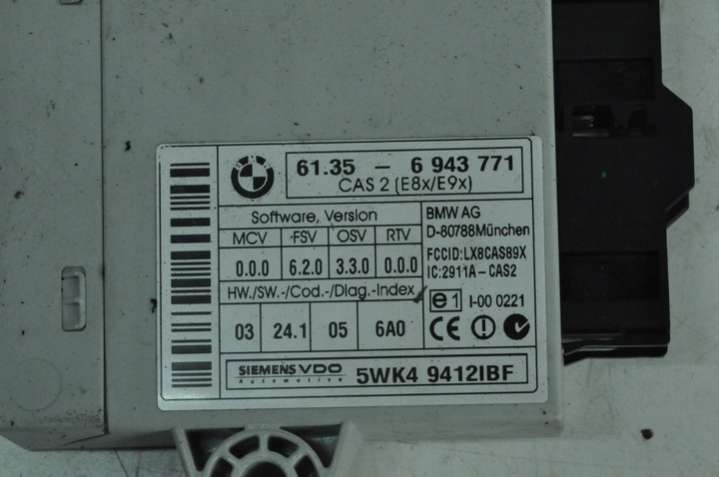 61.35 - 6 943 771
CAS 2 (E8x/E9x)
Software, Version
MCV FSV OSV RTV
0.0.0 6.2.0 3.3.0 0.0.0
HW./SW.-/Cod.-/Diag.-Index
03 24.1 05 6A0
BMW AG
D-80788München
FCCID:LX8CAS89X
IC:2911A-CAS2
e1 I-00 0221
CE
SIEMENS VDO
Automotive
5WK4 9412IBF